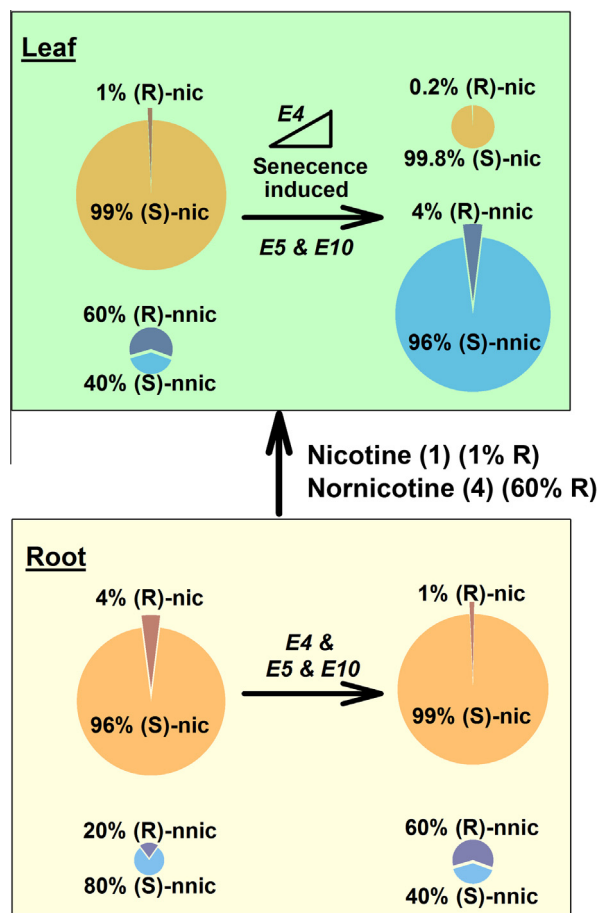 Leaf
1% (R)-nic
99% (S)-nic
60% (R)-nnic
40% (S)-nnic
E4
Senecence
induced
E5 & E10
0.2% (R)-nic
99.8% (S)-nic
4% (R)-nnic
96% (S)-nnic
Nicotine (1) (1% R)
Nornicotine (4) (60% R)
Root
4% (R)-nic
96% (S)-nic
20% (R)-nnic
80% (S)-nnic
E4 &
E5 & E10
1% (R)-nic
99% (S)-nic
60% (R)-nnic
40% (S)-nnic